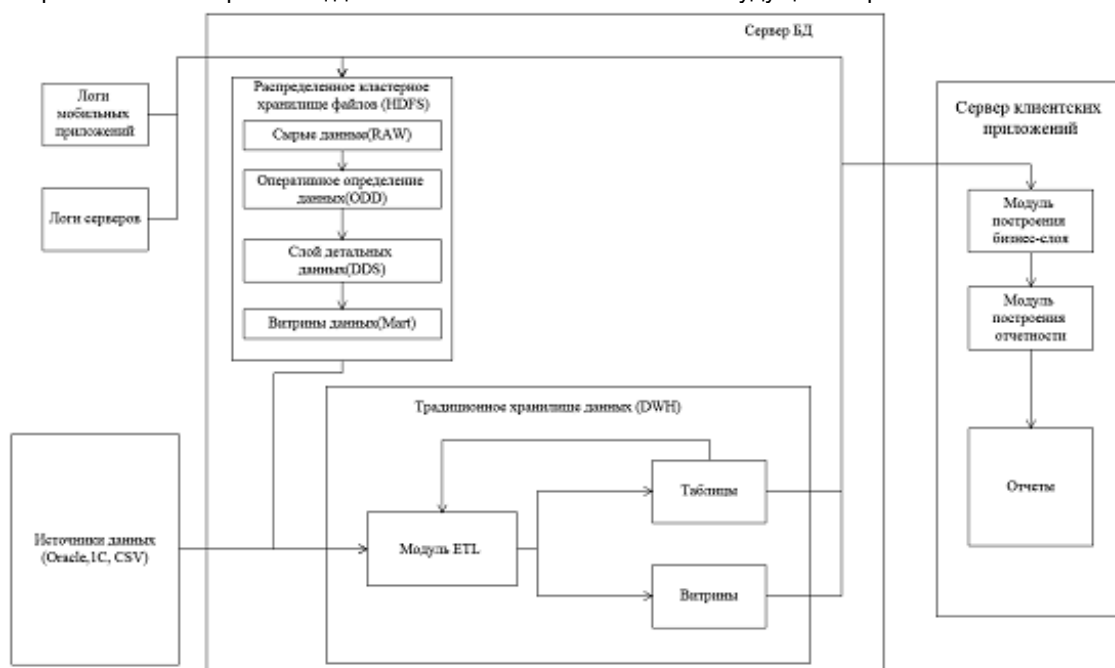 Сервер БД
Логи
мобильных
приложений
Логи серверов
Распределенное кластерное
хранилище файлов (HDFS)
Сырые данные(RAW)
Оперативное определение
данных(ODD)
Слой детальных
данных(DDS)
Витрины данных(Mart)
Сервер клиентских
приложений
Модуль
построения
бизнес-слоя
Модуль
построения
отчетности
Отчеты
Традиционное хранилище данных (DWH)
Источники данных
(Oracle,1C, CSV)
Модуль ETL
Таблицы
Витрины